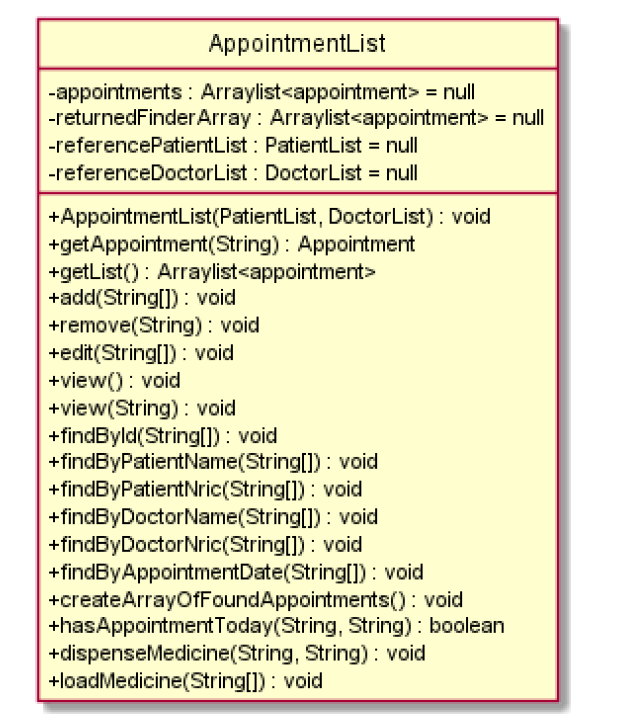 AppointmentList
-appointments : Arraylist<appointment> = null
-returnedFinderArray : Arraylist<appointment> = null
-referencePatientList : PatientList = null
-referenceDoctorList : DoctorList = null
+AppointmentList(PatientList, DoctorList) : void
+getAppointment(String) : Appointment
+getList() : Arraylist<appointment>
+add(String[]) : void
+remove(String) : void
+edit(String[]) : void
+view() : void
+view(String) : void
+findById(String[]) : void
+findByPatientName(String[]) : void
+findByPatientNric(String[]) : void
+findByDoctorName(String[]) : void
+findByDoctorNric(String[]) : void
+findByAppointmentDate(String[]) : void
+createArrayOfFoundAppointments() : void
+hasAppointmentToday(String, String) : boolean
+dispenseMedicine(String, String) : void
+loadMedicine(String[]) : void